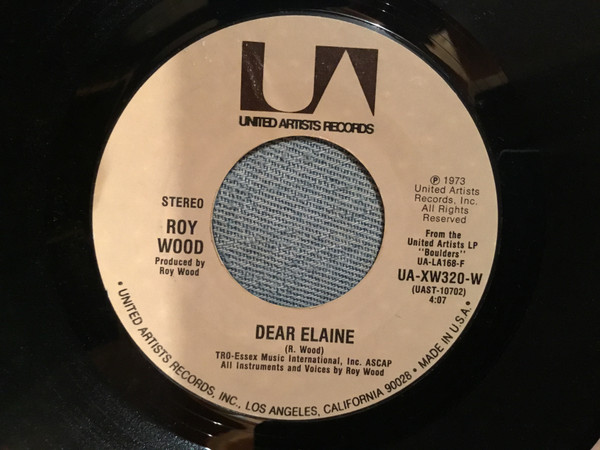 UA
UNITED ARTISTS RECORDS
℗ 1973
United Artists
Records, Inc.
All Rights
Reserved
STEREO
ROY
WOOD
Produced by
Roy Wood
From the
United Artists LP
"Boulders"
UA-LA168-F
UA-XW320-W
(UAST-10702)
4:07
DEAR ELAINE
(R. Wood)
TRO-Essex Music International, Inc. ASCAP
All Instruments and Voices by Roy Wood
• UNITED ARTISTS RECORDS, INC., LOS ANGELES, CALIFORNIA 90028 • MADE IN U.S.A. •